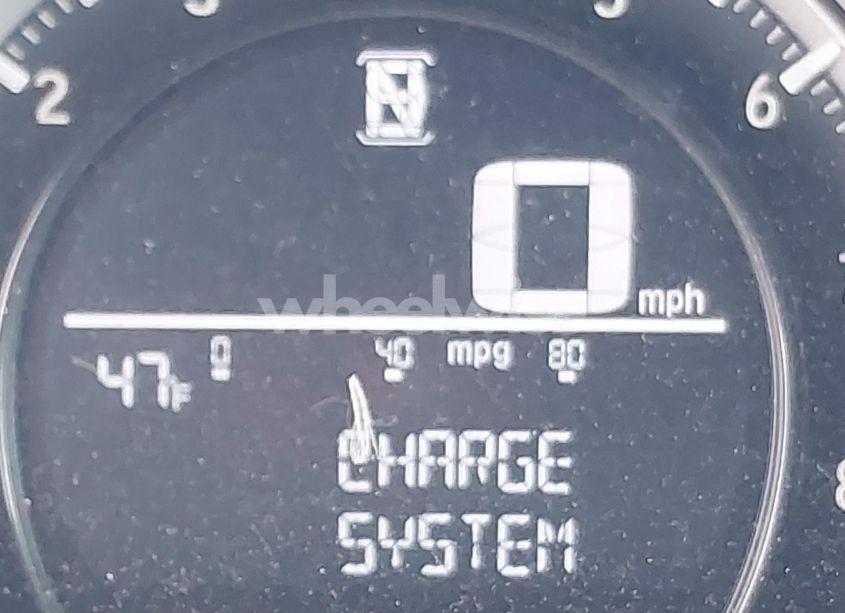 2
6
N
0 mph
47F
0 40 mpg 80
CHARGE
SYSTEM